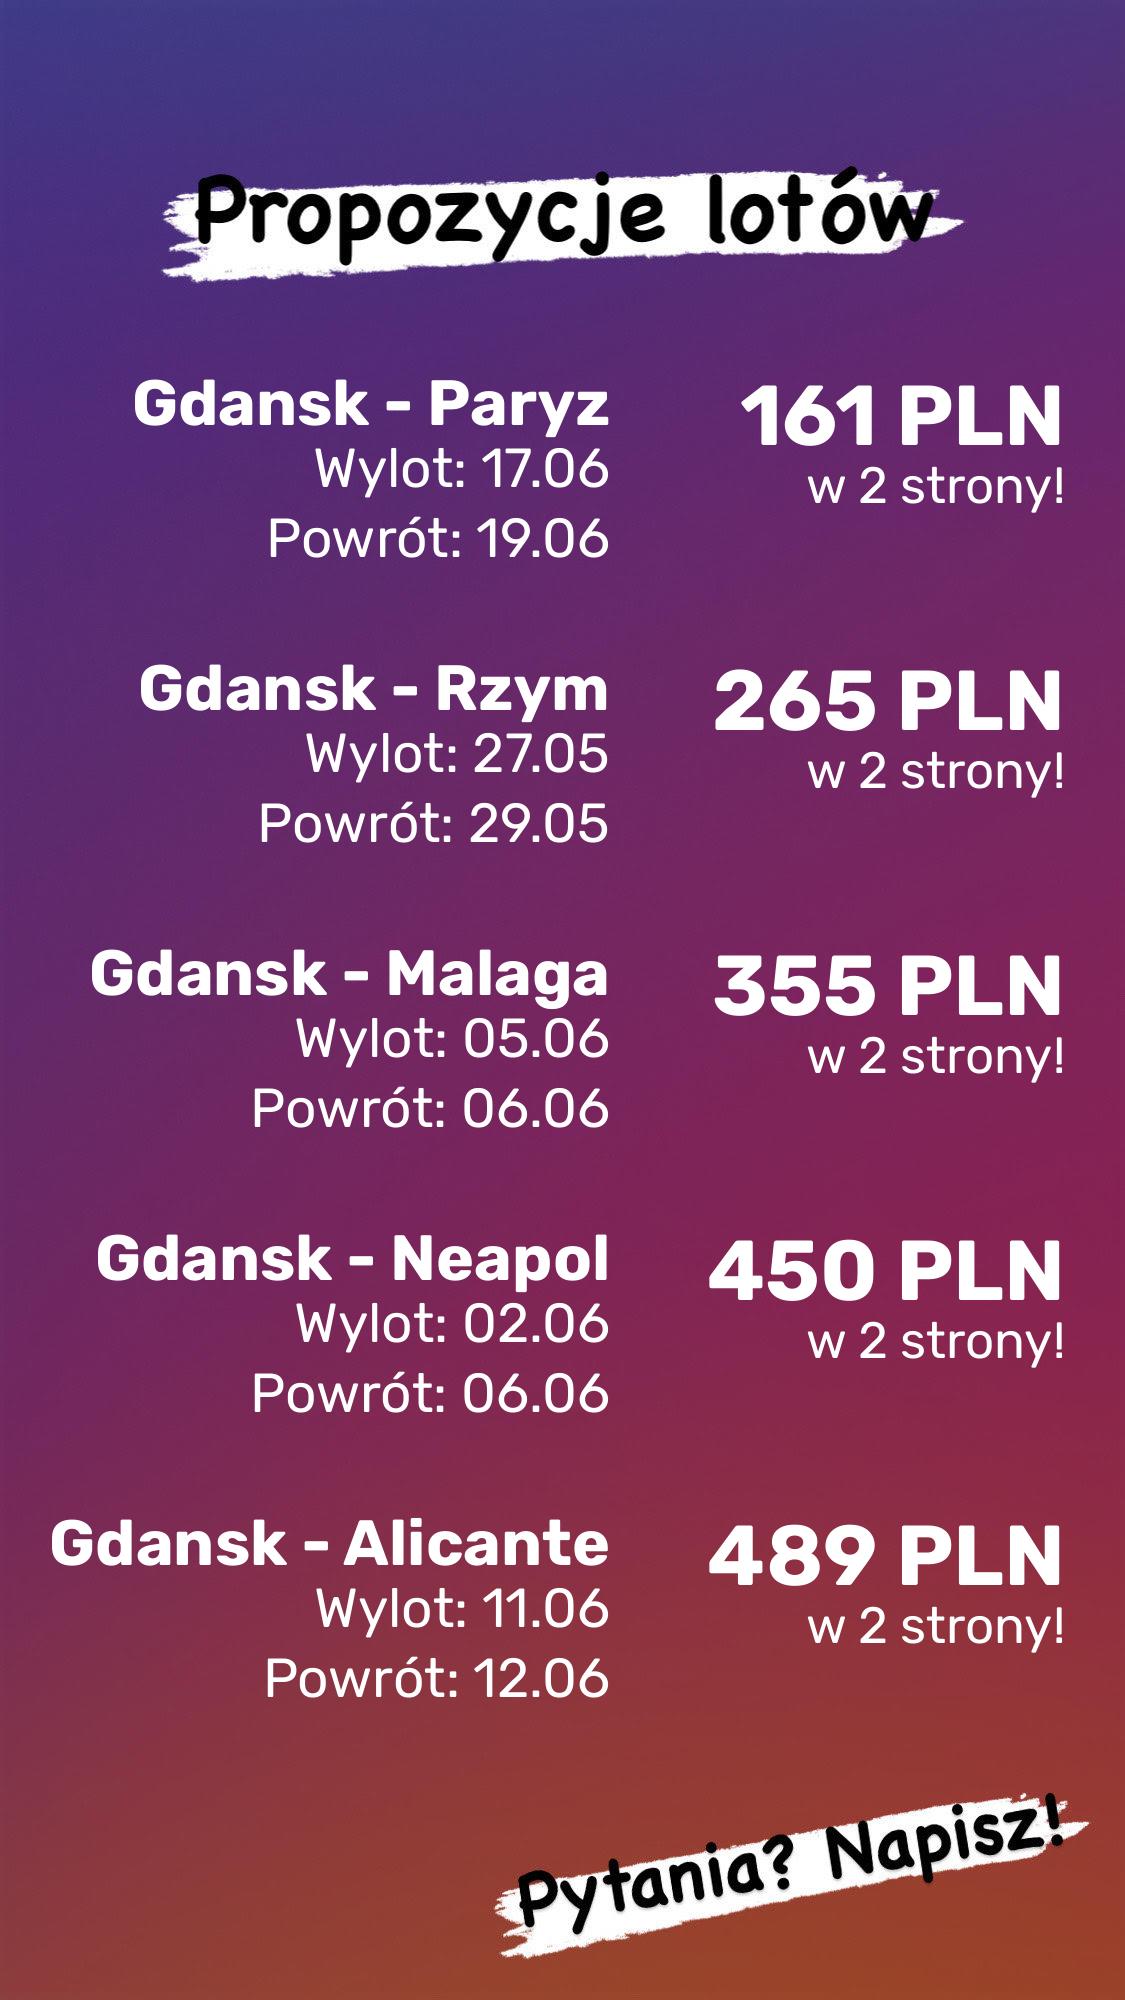 Propozycje lotów
Gdansk - Paryz
161 PLN
Wylot: 17.06
w 2 strony!
Powrót: 19.06
Gdansk - Rzym
265 PLN
Wylot: 27.05
w 2 strony!
Powrót: 29.05
Gdansk - Malaga
355 PLN
Wylot: 05.06
w 2 strony!
Powrót: 06.06
Gdansk - Neapol
450 PLN
Wylot: 02.06
w 2 strony!
Powrót: 06.06
Gdansk - Alicante
489 PLN
Wylot: 11.06
w 2 strony!
Powrót: 12.06
Pytania? Napisz!